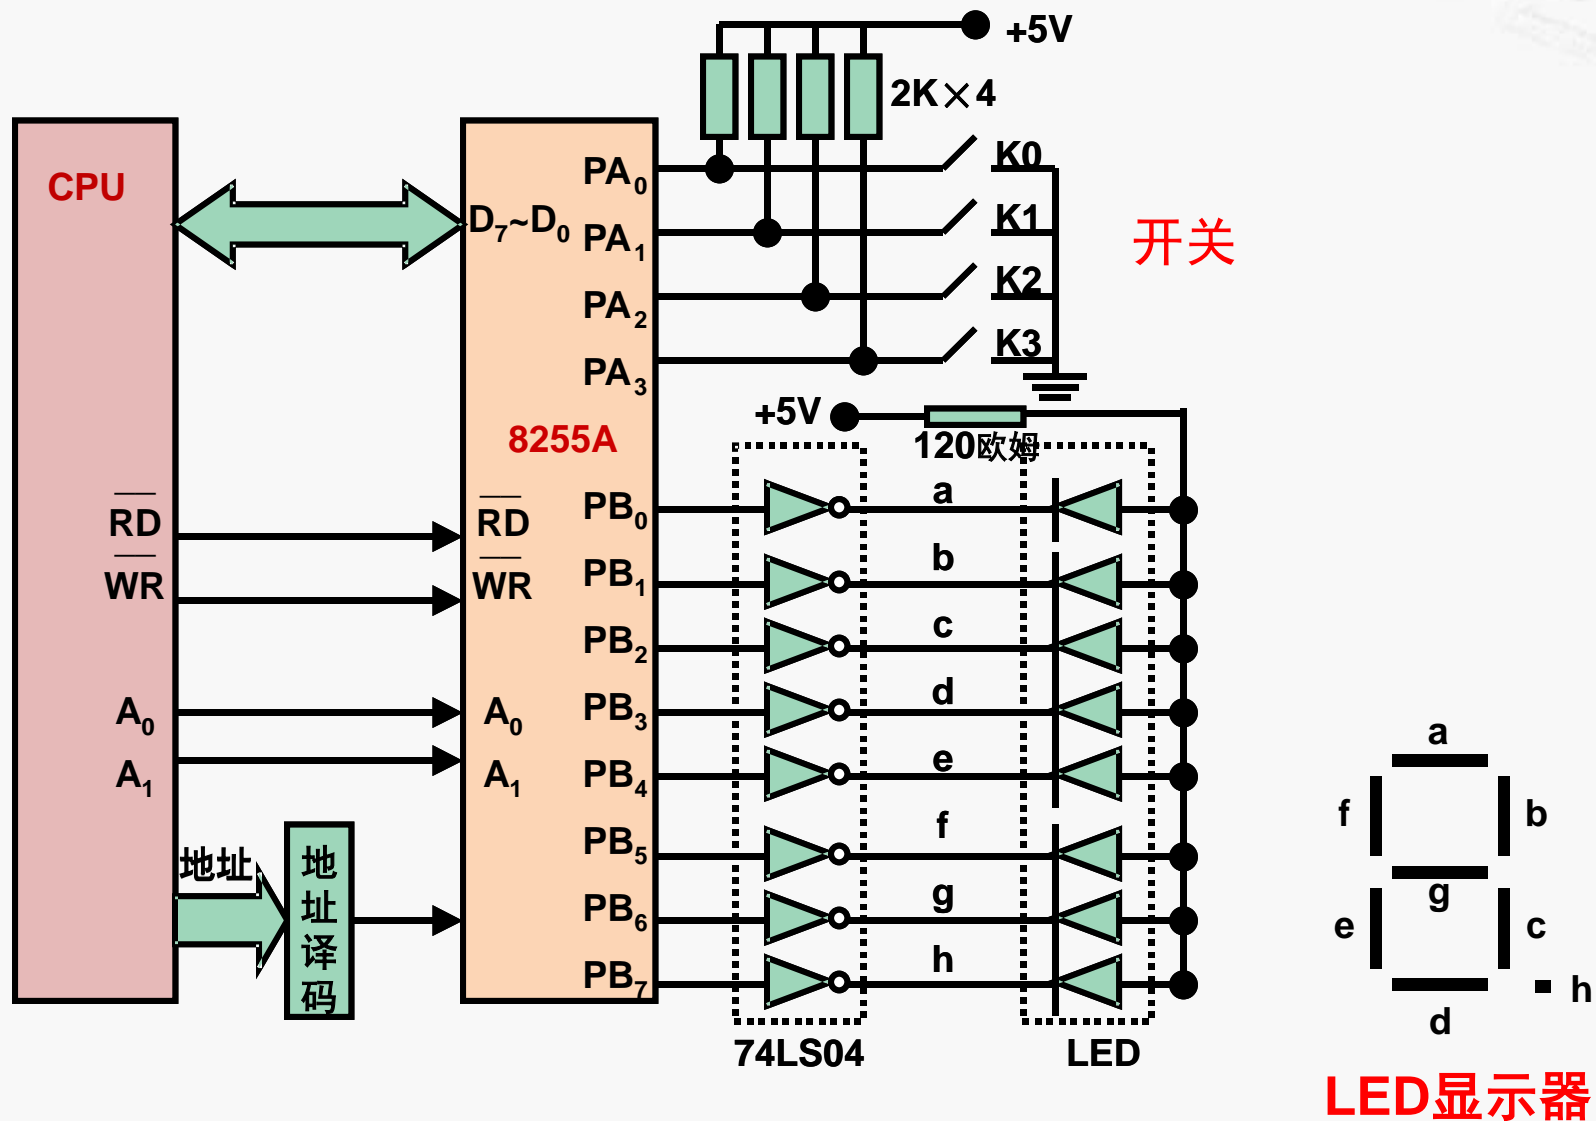 +5V
2K×4
CPU
D7~D0
PA0
K0
PA1
K1
开关
PA2
K2
PA3
K3
+5V
120欧姆
8255A
RD
RD
WR
WR
A0
A0
A1
A1
地址
地址译码
PB0
a
PB1
b
PB2
c
PB3
d
PB4
e
PB5
f
PB6
g
PB7
h
74LS04
LED
a
f
b
g
e
c
h
d
LED显示器